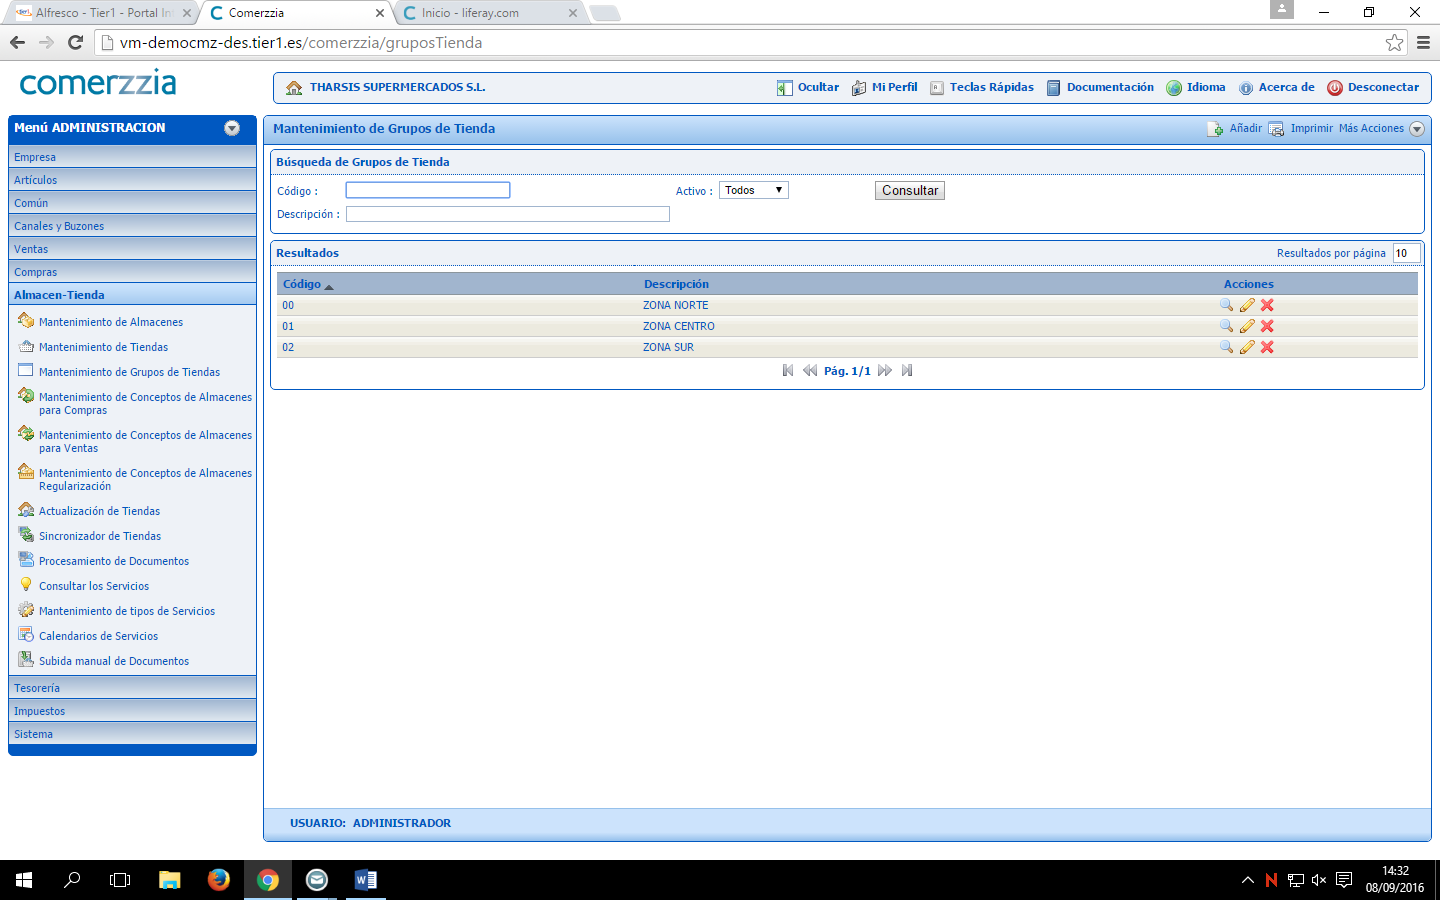 Alfresco - Tier1 - Portal In
Comerzzia
Inicio - liferay.com
vm-democmz-des.tier1.es/comerzzia/gruposTienda
comerzzia
THARSIS SUPERMERCADOS S.L.
Ocultar
Mi Perfil
Teclas Rápidas
Documentación
Idioma
Acerca de
Desconectar
Menú ADMINISTRACION
Empresa
Artículos
Común
Canales y Buzones
Ventas
Compras
Almacen-Tienda
Mantenimiento de Almacenes
Mantenimiento de Tiendas
Mantenimiento de Grupos de Tiendas
Mantenimiento de Conceptos de Almacenes
para Compras
Mantenimiento de Conceptos de Almacenes
para Ventas
Mantenimiento de Conceptos de Almacenes
Regularización
Actualización de Tiendas
Sincronizador de Tiendas
Procesamiento de Documentos
Consultar los Servicios
Mantenimiento de tipos de Servicios
Calendarios de Servicios
Subida manual de Documentos
Tesorería
Impuestos
Sistema
Mantenimiento de Grupos de Tienda
Añadir
Imprimir
Más Acciones
Búsqueda de Grupos de Tienda
Código :
Activo :
Todos
Consultar
Descripción :
Resultados
Resultados por página
10
Código
Descripción
Acciones
00
ZONA NORTE
01
ZONA CENTRO
02
ZONA SUR
Pág. 1/1
USUARIO: ADMINISTRADOR
14:32
08/09/2016